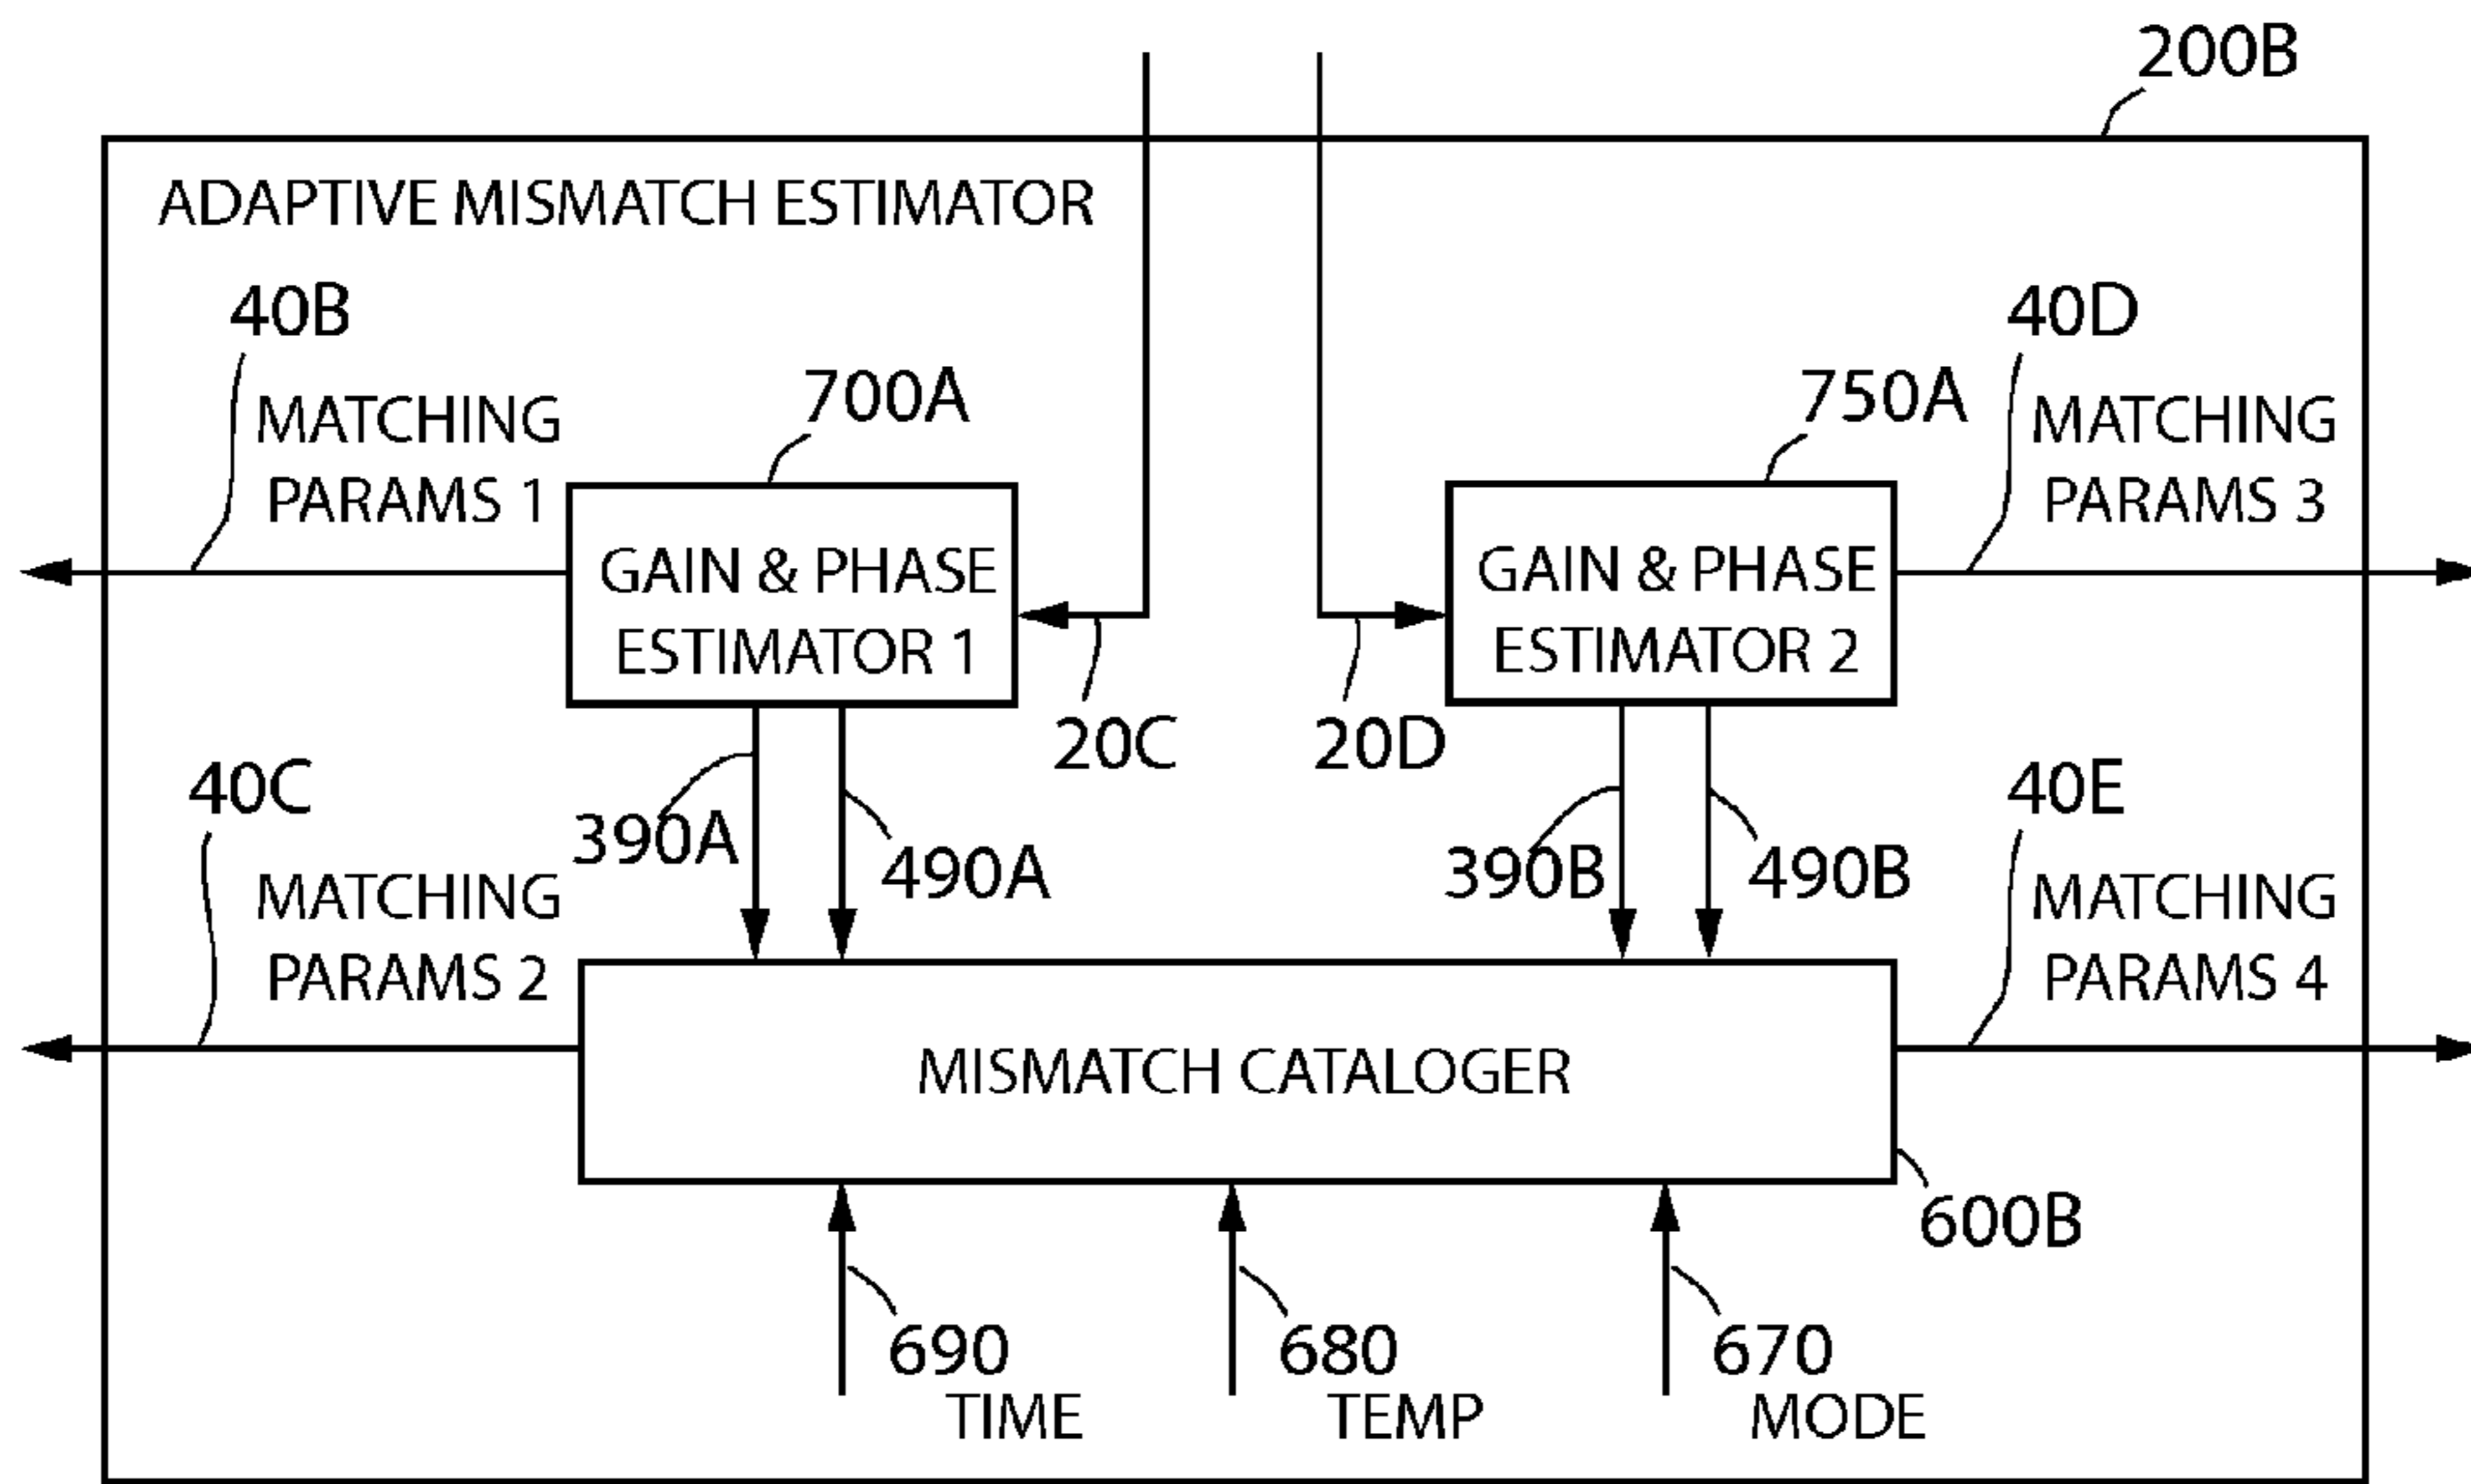 200B
ADAPTIVE MISMATCH ESTIMATOR
40B
MATCHING
PARAMS 1
700A
GAIN & PHASE
ESTIMATOR 1
20C
20D
750A
GAIN & PHASE
ESTIMATOR 2
40D
MATCHING
PARAMS 3
40C
MATCHING
PARAMS 2
390A
490A
390B
490B
40E
MATCHING
PARAMS 4
MISMATCH CATALOGER
600B
690
TIME
680
TEMP
670
MODE